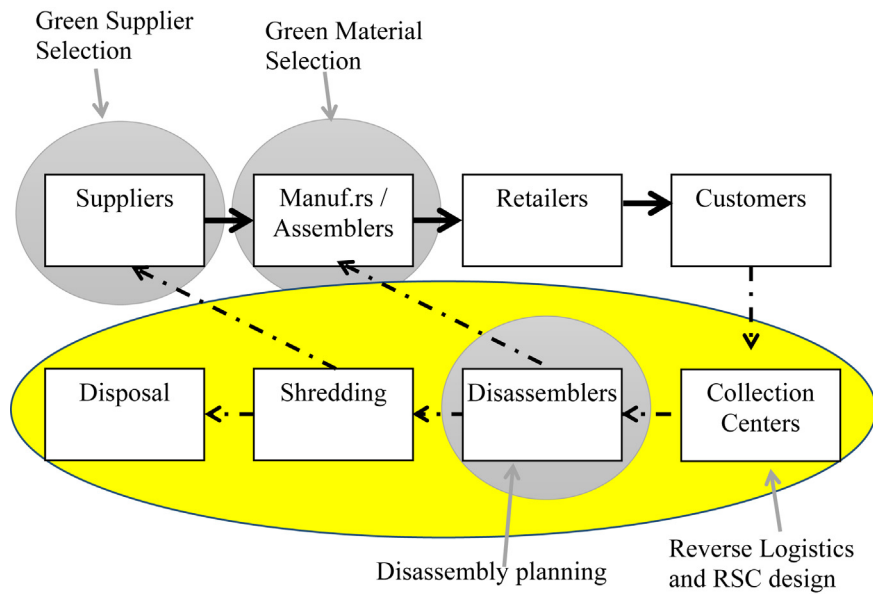 Green Supplier
Selection
Green Material
Selection
Suppliers
Manuf.rs /
Assemblers
Retailers
Customers
Disposal
Shredding
Disassemblers
Collection
Centers
Disassembly planning
Reverse Logistics
and RSC design